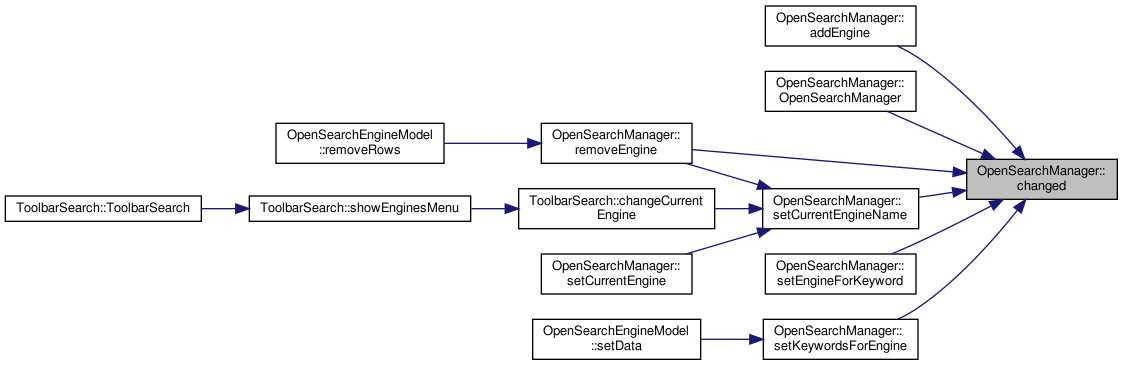 OpenSearchManager::
addEngine
OpenSearchManager::
OpenSearchManager
OpenSearchEngineModel
::removeRows
OpenSearchManager::
removeEngine
OpenSearchManager::
changed
ToolbarSearch::ToolbarSearch
ToolbarSearch::showEnginesMenu
ToolbarSearch::changeCurrent
Engine
OpenSearchManager::
setCurrentEngineName
OpenSearchManager::
setCurrentEngine
OpenSearchManager::
setEngineForKeyword
OpenSearchEngineModel
::setData
OpenSearchManager::
setKeywordsForEngine